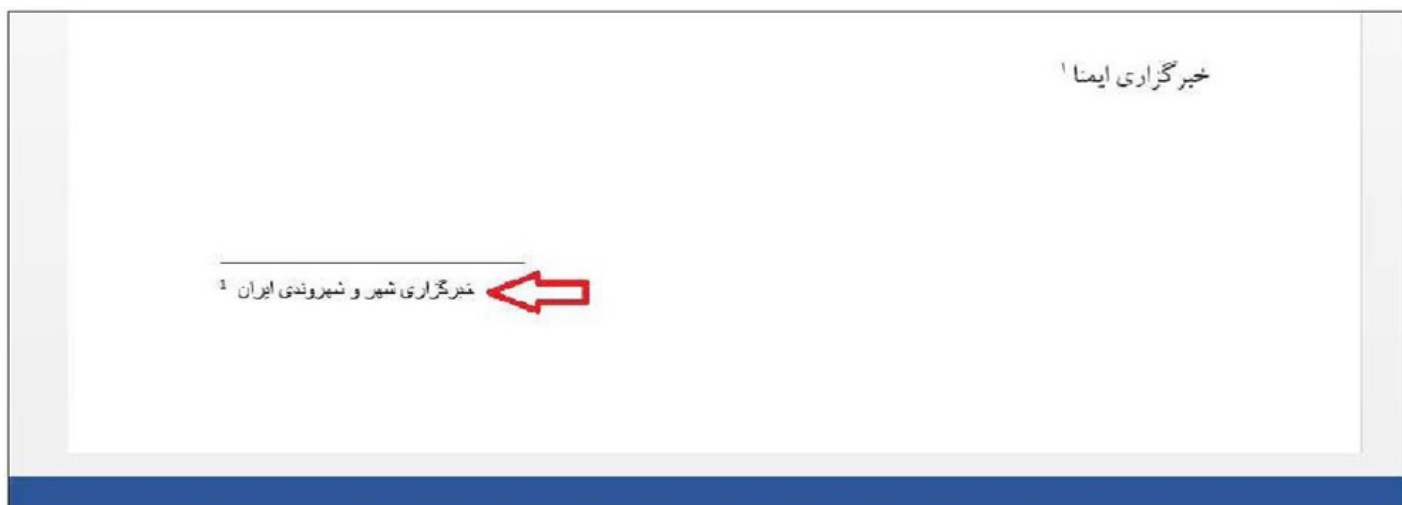 خبرگزاری ایمنا ۱
1 خبرگزاری شهر و شهروندی ایران